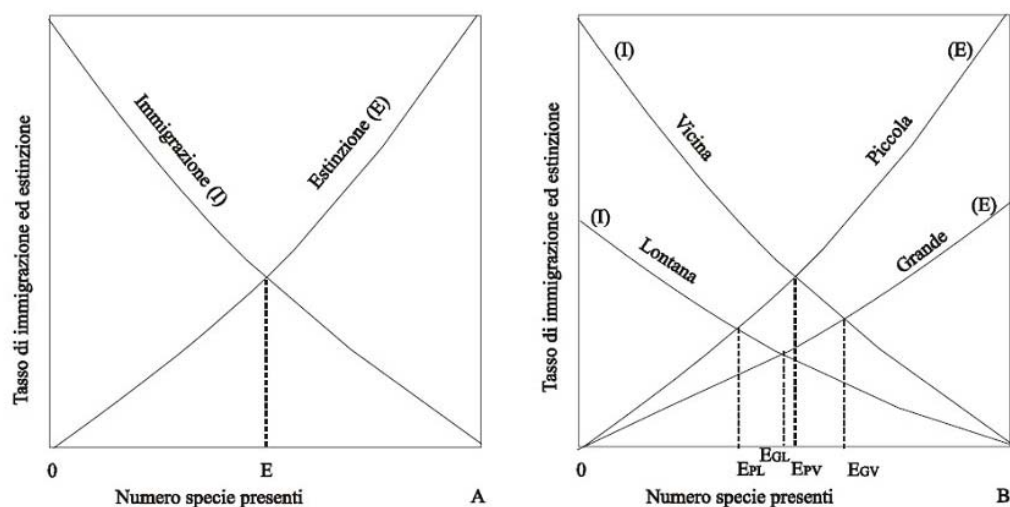 Tasso di immigrazione ed estinzione
Immigrazione (I)
Estinzione (E)
0
E
Numero specie presenti
A
Tasso di immigrazione ed estinzione
(I)
(E)
Vicina
Piccola
(I)
(E)
Lontana
Grande
0
EGL
EPL
EPV
EGV
Numero specie presenti
B